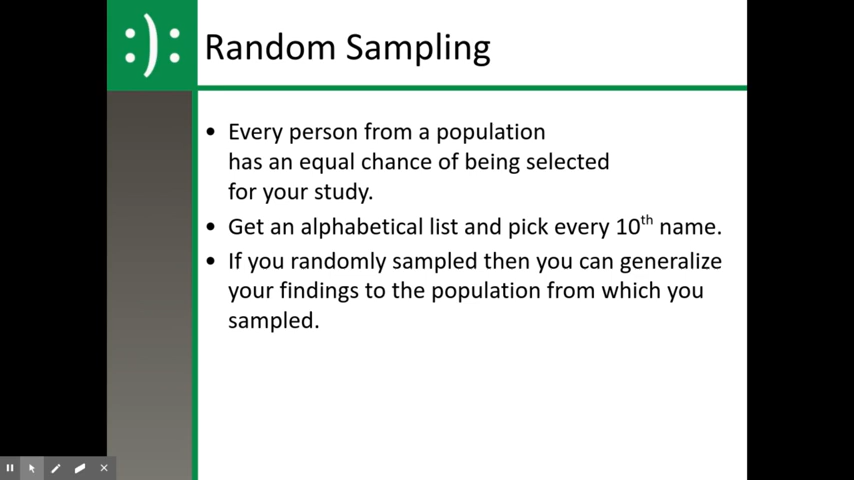 :):
Random Sampling
• Every person from a population
has an equal chance of being selected
for your study.
• Get an alphabetical list and pick every 10th name.
• If you randomly sampled then you can generalize
your findings to the population from which you
sampled.